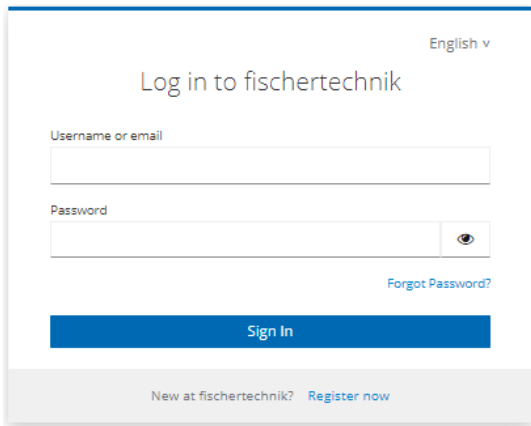 English v
Log in to fischertechnik
Username or email
Password
Forgot Password?
Sign In
New at fischertechnik? Register now